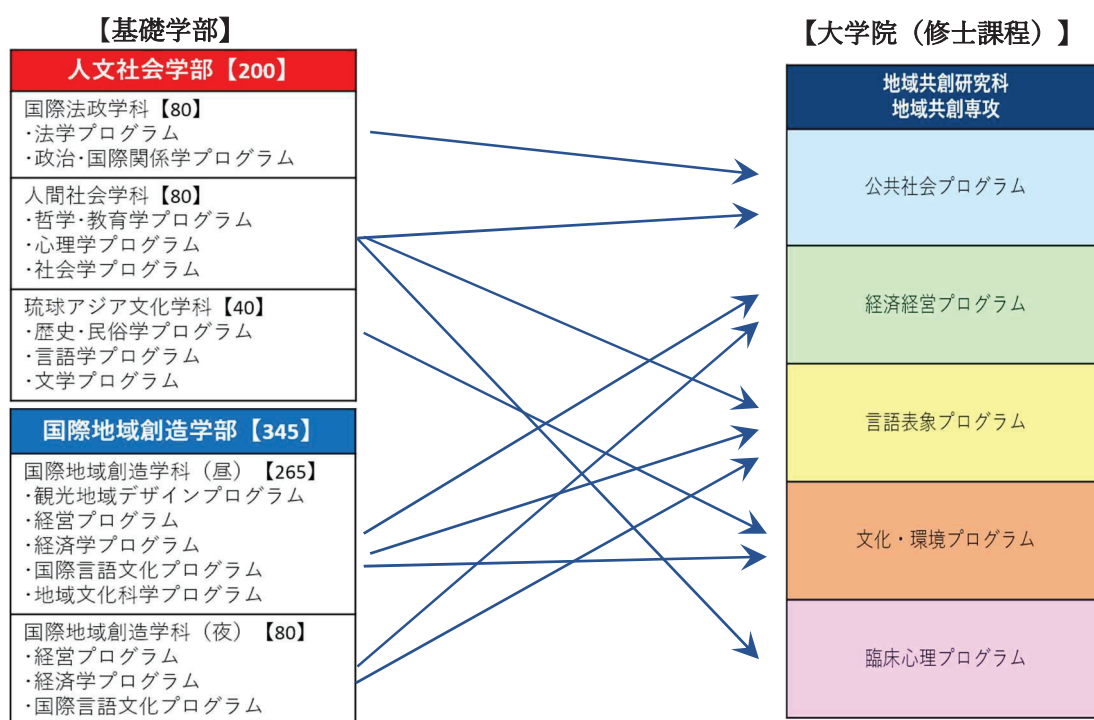 【基礎学部】
人文社会学部【200】
国際法政学科【80】
・法学プログラム
・政治・国際関係学プログラム
人間社会学科【80】
・哲学・教育学プログラム
・心理学プログラム
・社会学プログラム
琉球アジア文化学科【40】
・歴史・民俗学プログラム
・言語学プログラム
・文学プログラム
国際地域創造学部【345】
国際地域創造学科（昼）【265】
・観光地域デザインプログラム
・経営プログラム
・経済学プログラム
・国際言語文化プログラム
・地域文化科学プログラム
国際地域創造学科（夜）【80】
・経営プログラム
・経済学プログラム
・国際言語文化プログラム
【大学院（修士課程）】
地域共創研究科
地域共創専攻
公共社会プログラム
経済経営プログラム
言語表象プログラム
文化・環境プログラム
臨床心理プログラム